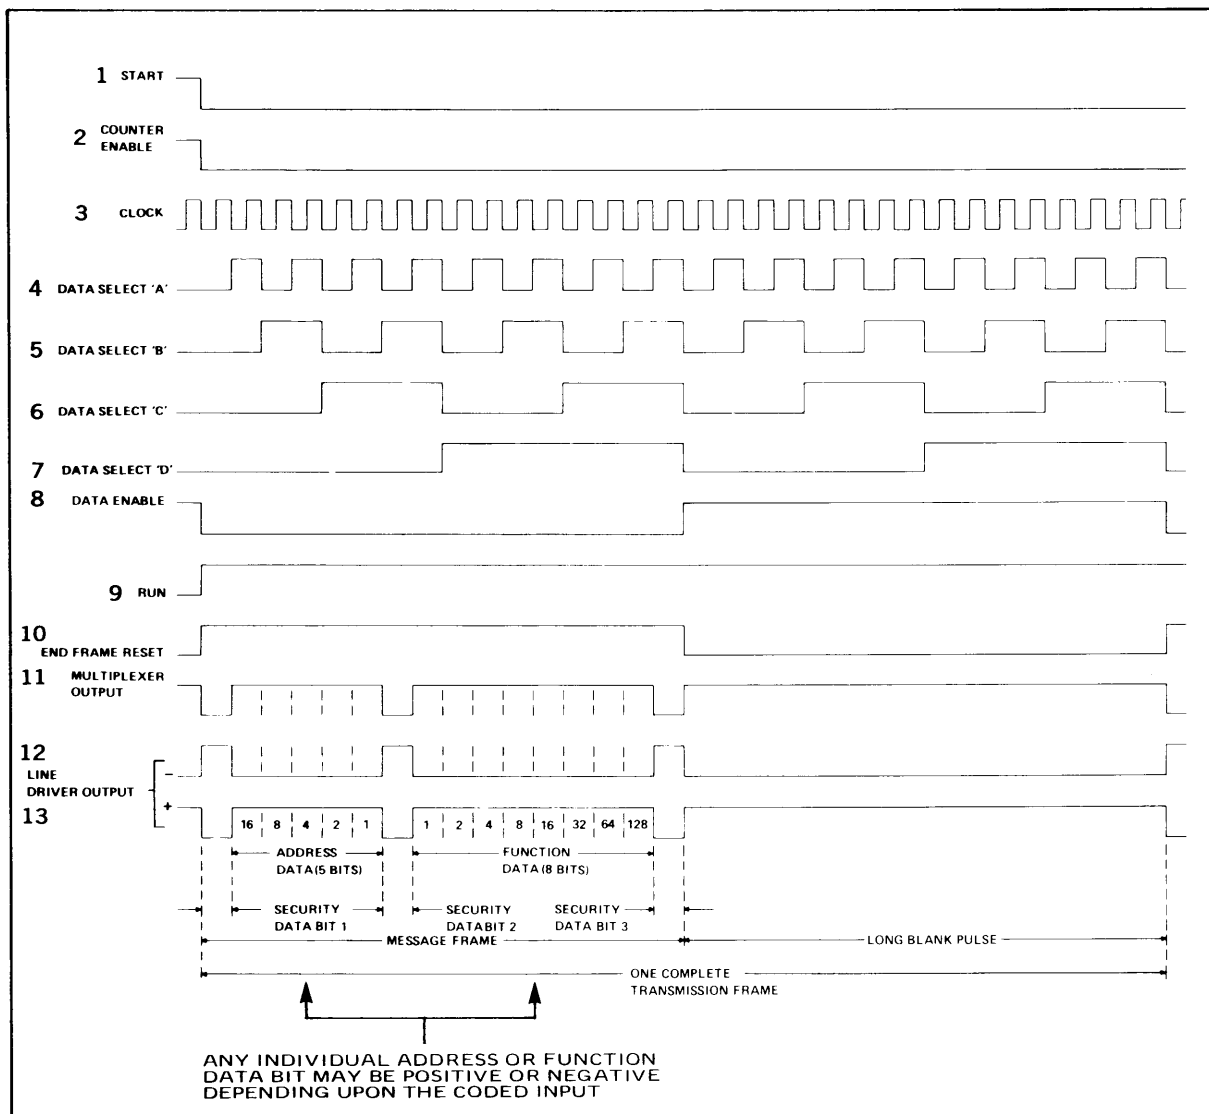 1 START
2 COUNTER
ENABLE
3 CLOCK
4 DATA SELECT 'A'
5 DATA SELECT 'B'
6 DATA SELECT 'C'
7 DATA SELECT 'D'
8 DATA ENABLE
9 RUN
10
END FRAME RESET
11 MULTIPLEXER
OUTPUT
12
LINE
DRIVER OUTPUT
−
+
13
16 8 4 2 1 1 2 4 8 16 32 64 128
ADDRESS
DATA (5 BITS)
FUNCTION
DATA (8 BITS)
SECURITY
DATA BIT 1
SECURITY
DATABIT 2
SECURITY
DATA BIT 3
MESSAGE FRAME
LONG BLANK PULSE
ONE COMPLETE
TRANSMISSION FRAME
ANY INDIVIDUAL ADDRESS OR FUNCTION
DATA BIT MAY BE POSITIVE OR NEGATIVE
DEPENDING UPON THE CODED INPUT